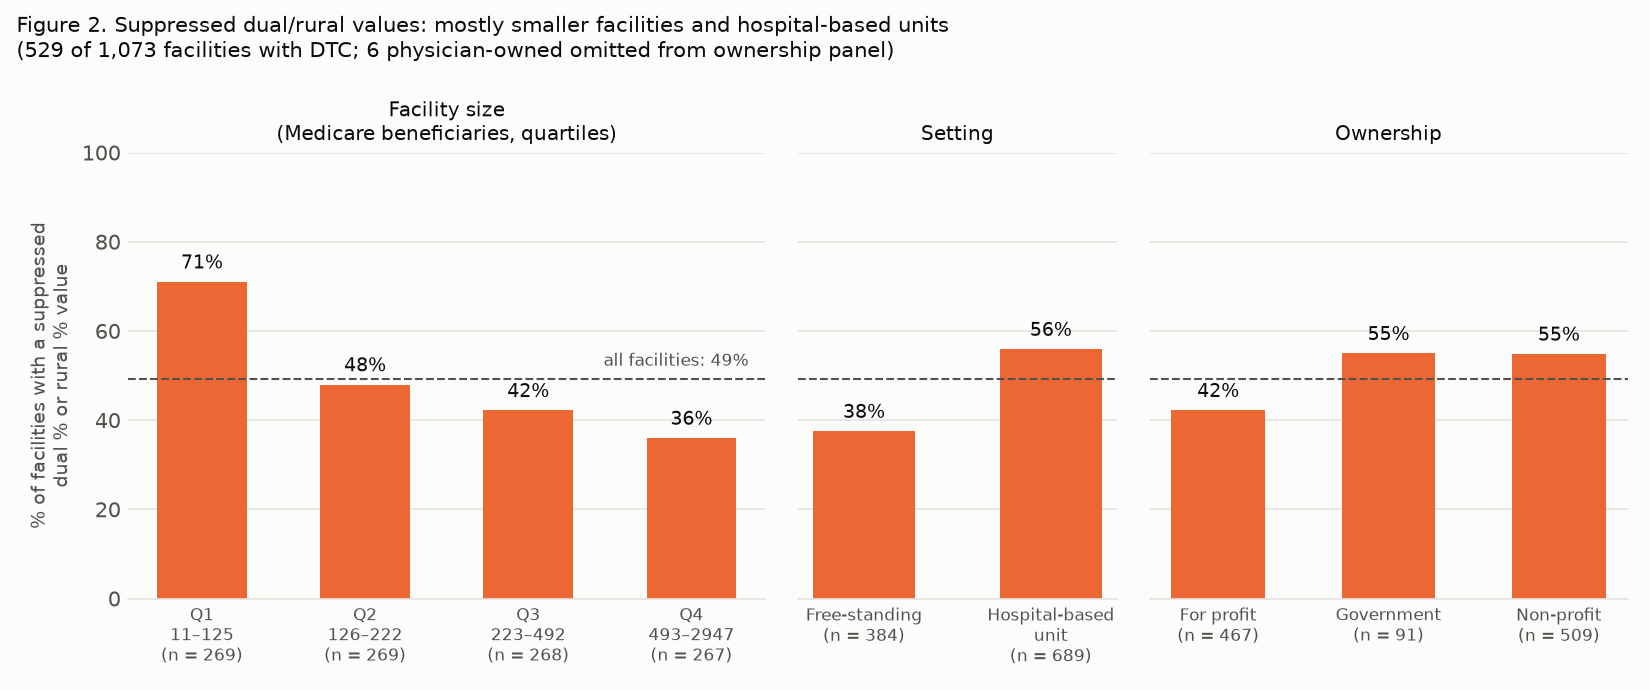 Figure 2. Suppressed dual/rural values: mostly smaller facilities and hospital-based units
(529 of 1,073 facilities with DTC; 6 physician-owned omitted from ownership panel)
Facility size
(Medicare beneficiaries, quartiles)
Setting
Ownership
% of facilities with a suppressed
dual % or rural % value
100
80
60
40
20
0
71%
48%
42%
36%
all facilities: 49%
38%
56%
42%
55%
55%
Q1
11–125
(n = 269)
Q2
126–222
(n = 269)
Q3
223–492
(n = 268)
Q4
493–2947
(n = 267)
Free-standing
(n = 384)
Hospital-based
unit
(n = 689)
For profit
(n = 467)
Government
(n = 91)
Non-profit
(n = 509)